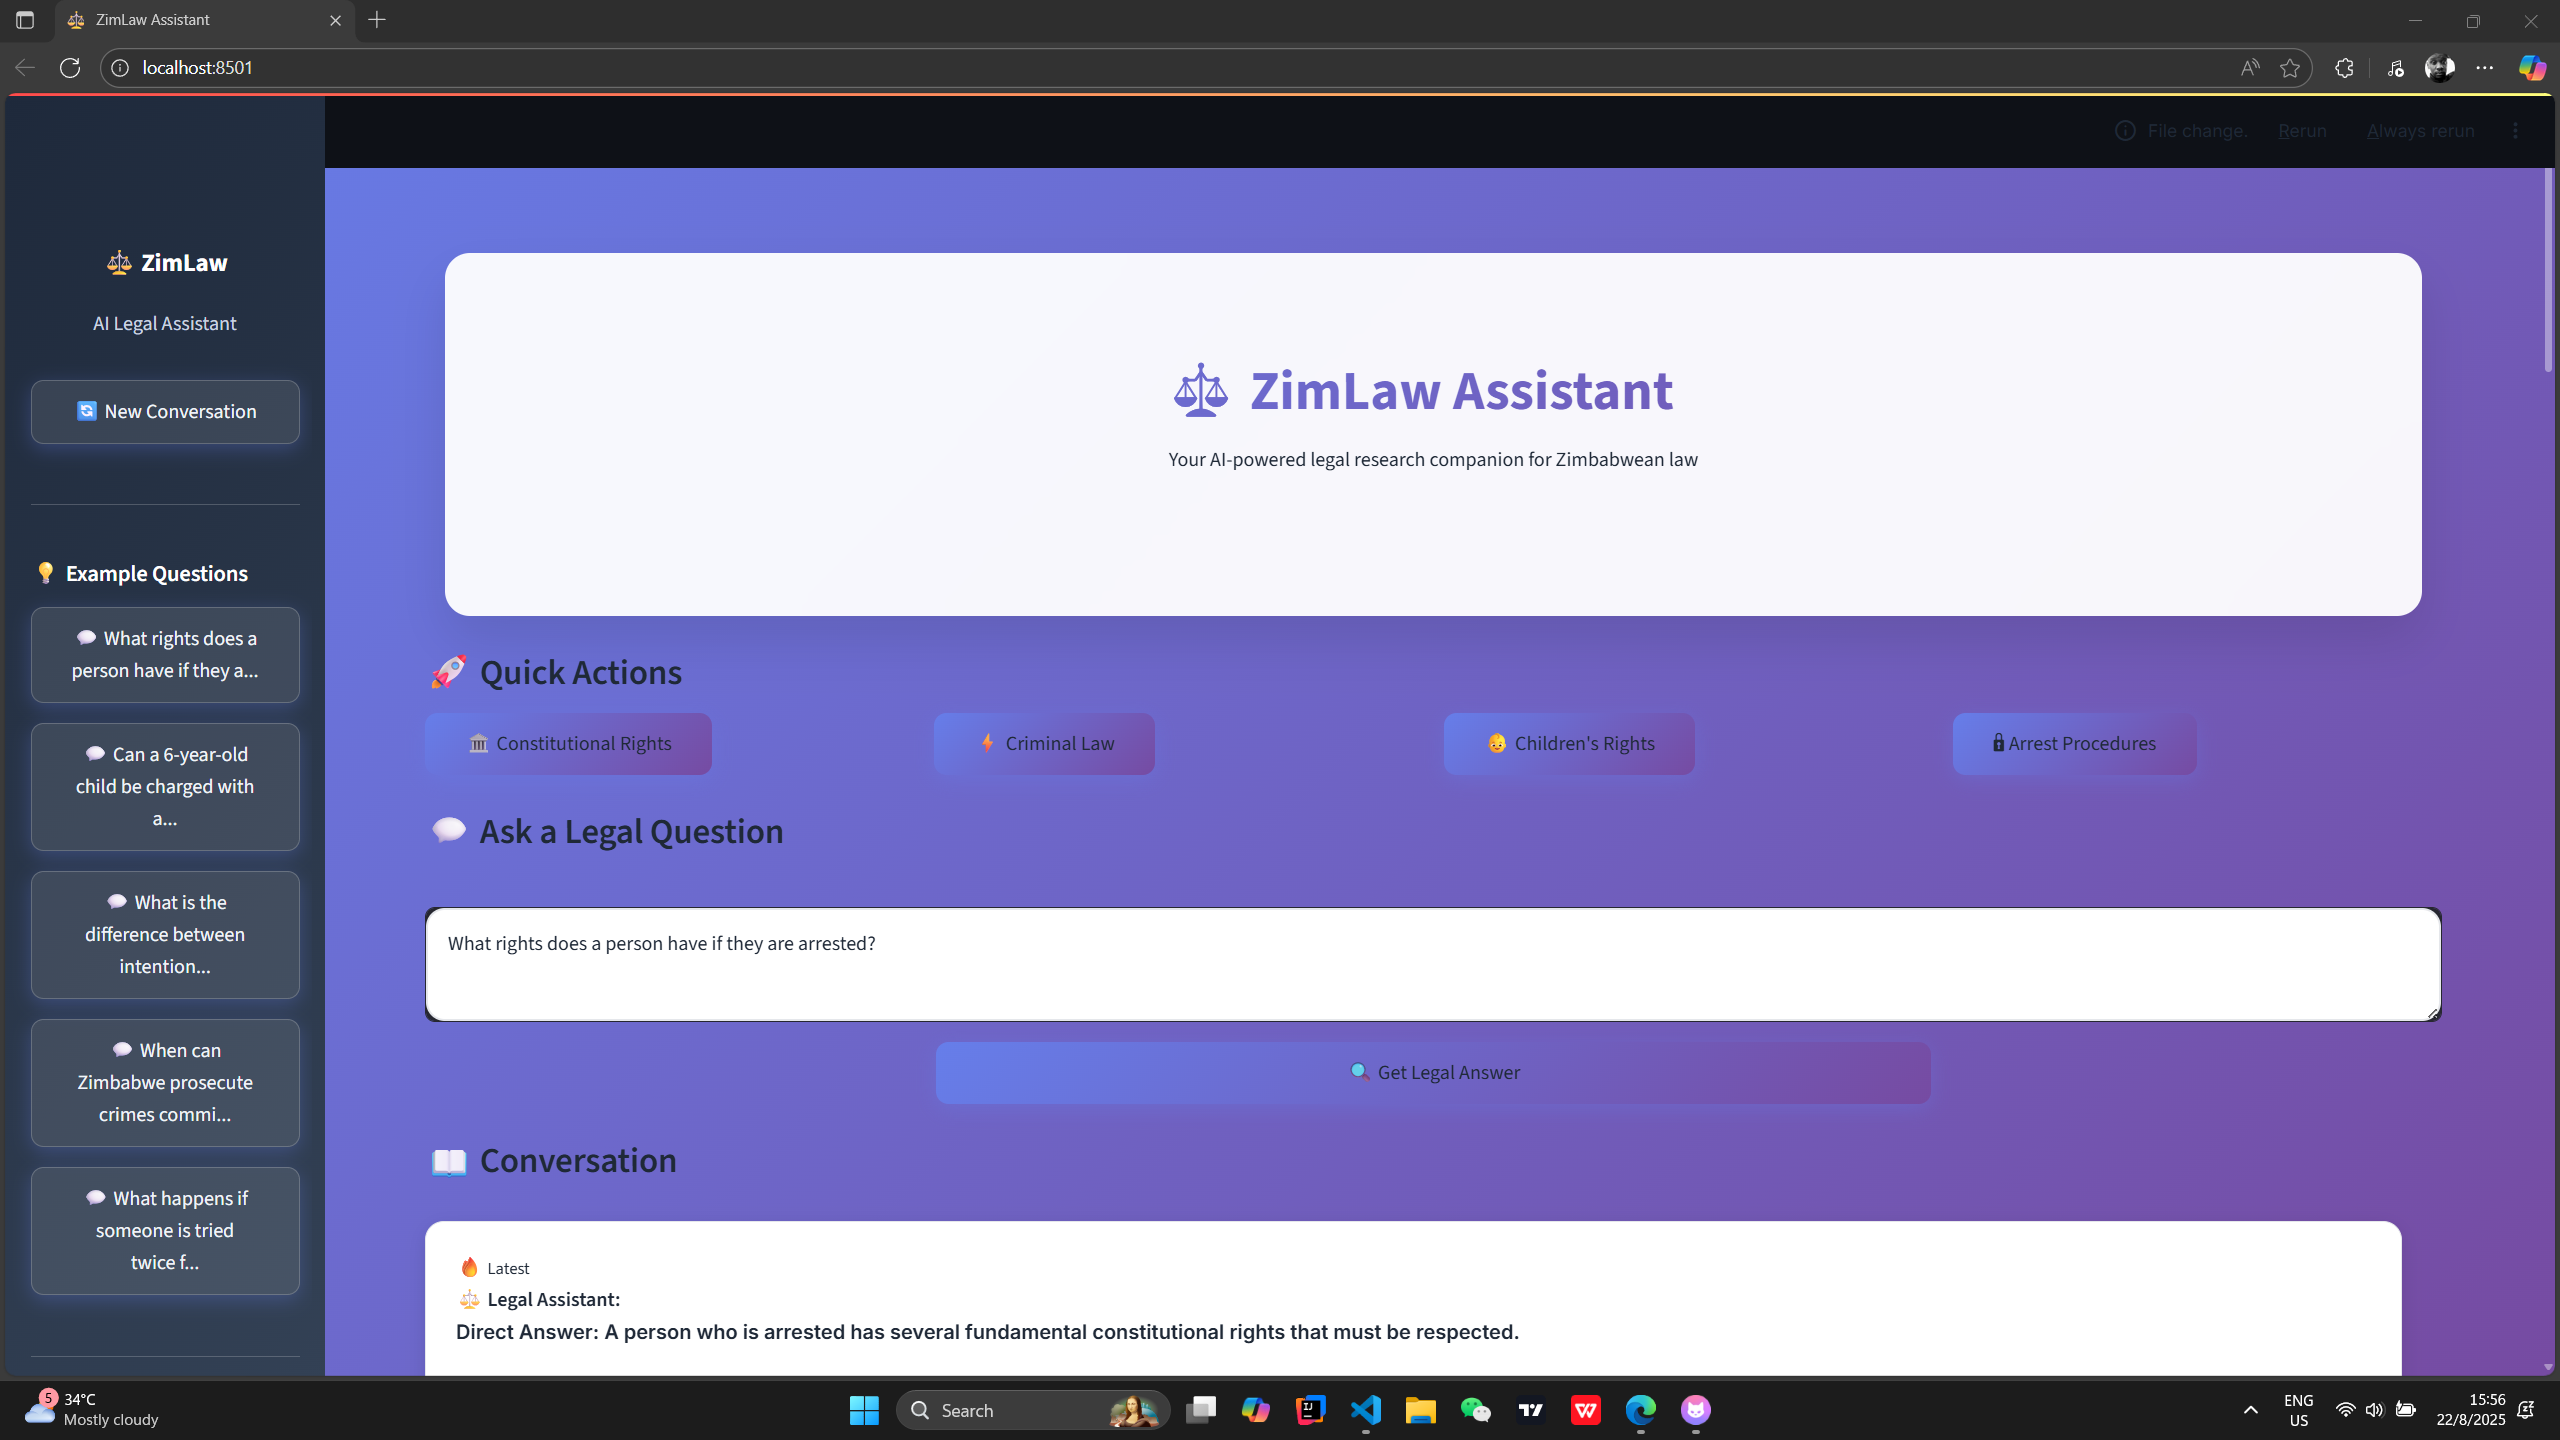 ZimLaw Assistant
localhost:8501
File change. Rerun Always rerun
ZimLaw
AI Legal Assistant
New Conversation
Example Questions
What rights does a
person have if they a...
Can a 6-year-old
child be charged with
a...
What is the
difference between
intention...
When can
Zimbabwe prosecute
crimes commi...
What happens if
someone is tried
twice f...
ZimLaw Assistant
Your AI-powered legal research companion for Zimbabwean law
Quick Actions
Constitutional Rights
Criminal Law
Children's Rights
Arrest Procedures
Ask a Legal Question
What rights does a person have if they are arrested?
Get Legal Answer
Conversation
Latest
Legal Assistant:
Direct Answer: A person who is arrested has several fundamental constitutional rights that must be respected.
5
34°C
Mostly cloudy
Search
ENG
US
15:56
22/8/2025